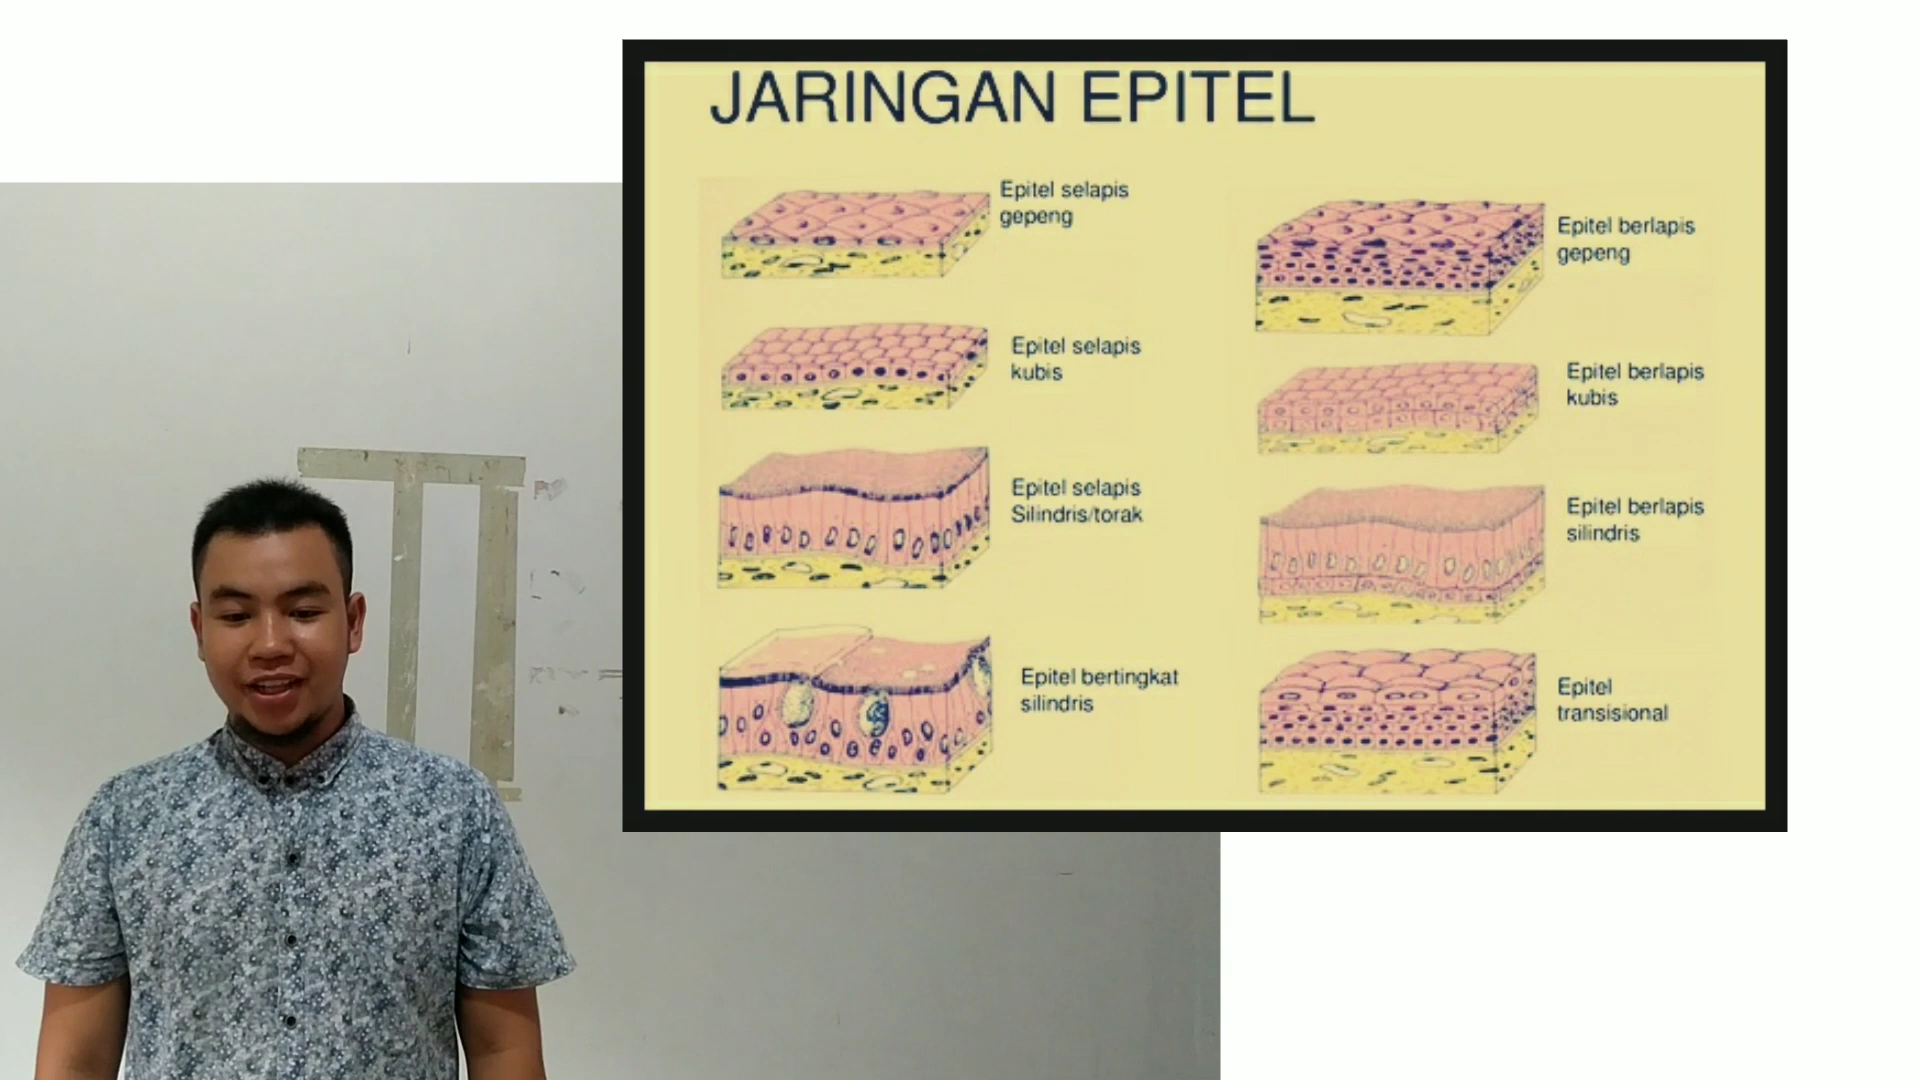 JARINGAN EPITEL
Epitel selapis
gepeng
Epitel selapis
kubis
Epitel selapis
Silindris/torak
Epitel bertingkat
silindris
Epitel berlapis
gepeng
Epitel berlapis
kubis
Epitel berlapis
silindris
Epitel
transisional